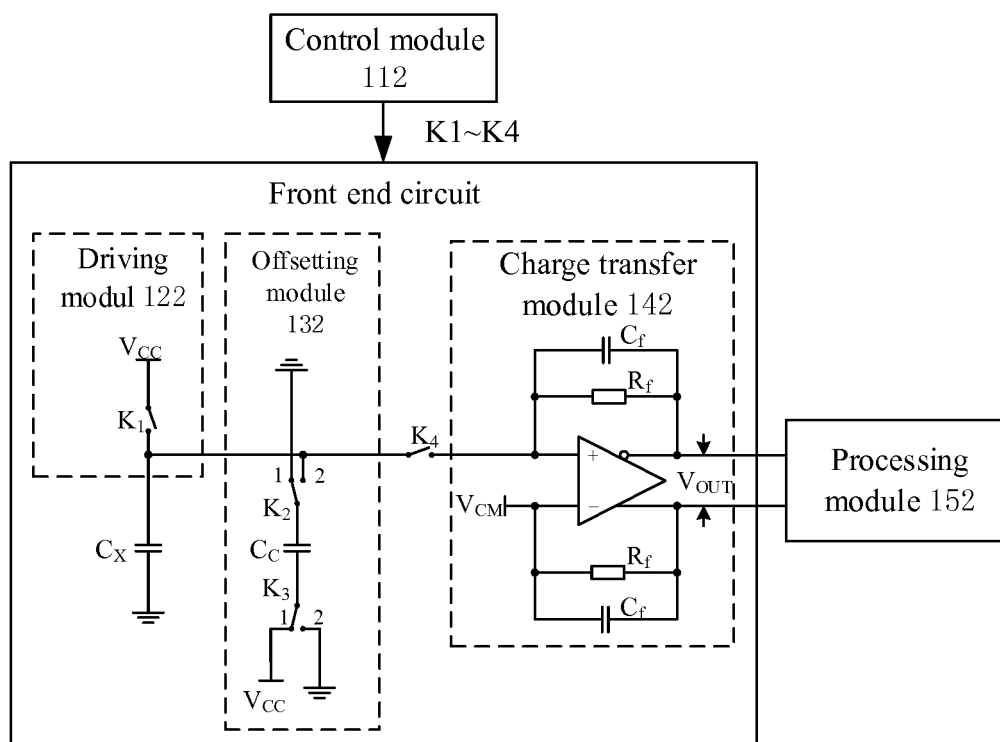 Control module
112
K1~K4
Front end circuit
Driving
modul 122
Offsetting
module
132
Charge transfer
module 142
VCC
K1
CX
1 2
K2
CC
K3
1 2
VCC
K4
Cf
Rf
+
VCM
−
VOUT
Rf
Cf
Processing
module 152